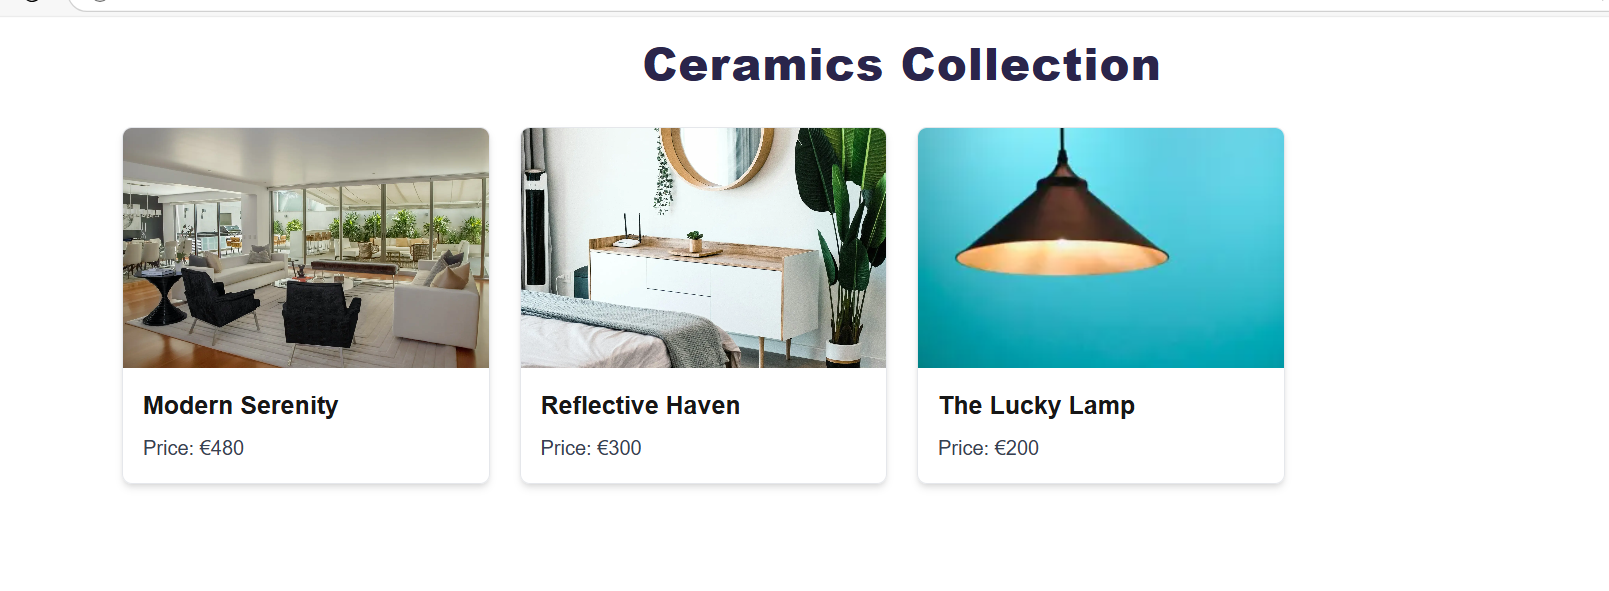 Ceramics Collection
Modern Serenity
Price: €480
Reflective Haven
Price: €300
The Lucky Lamp
Price: €200